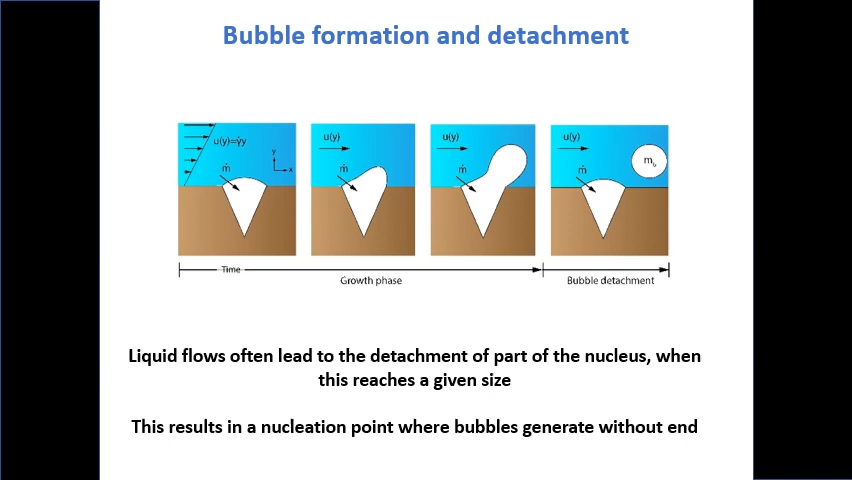 Bubble formation and detachment
u(y)=γ̇y
y
x
ṁ
u(y)
ṁ
u(y)
ṁ
u(y)
ṁ
m_b
Time
Growth phase
Bubble detachment
Liquid flows often lead to the detachment of part of the nucleus, when
this reaches a given size
This results in a nucleation point where bubbles generate without end